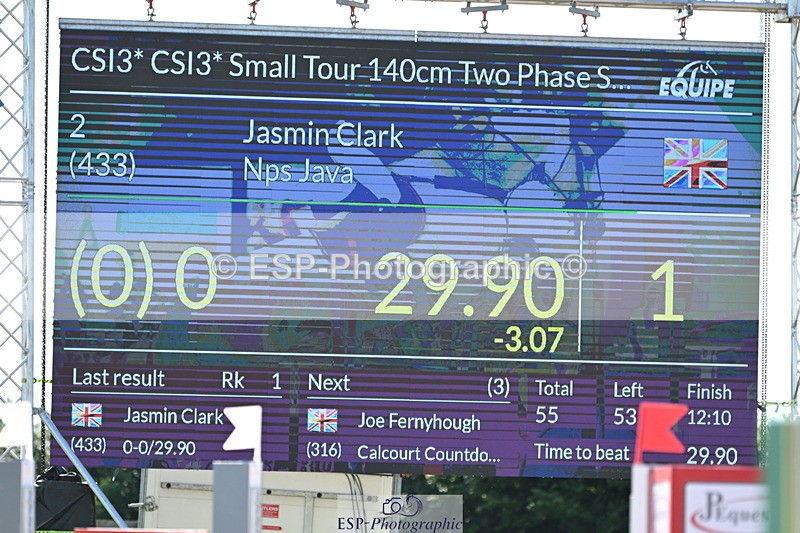 CSI3* CSI3* Small Tour 140cm Two Phase S...
EQUIPE
2 Jasmin Clark
(433) Nps Java
(0) 0 29.90 1
-3.07
© ESP-Photographic ©
Last result Rk 1 Next (3) Total Left Finish
Jasmin Clark Joe Fernyhough 55 53 12:10
(433) 0-0/29.90 (316) Calcourt Countdo... Time to beat 29.90
JPEques
ESP-Photographic